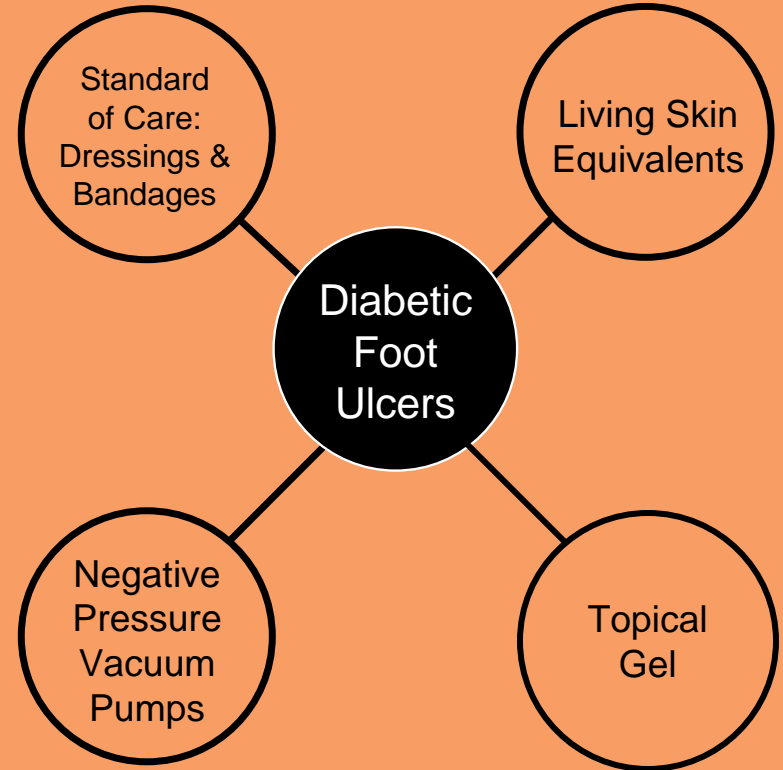 Standard
of Care:
Dressings &
Bandages
Living Skin
Equivalents
Diabetic
Foot
Ulcers
Negative
Pressure
Vacuum
Pumps
Topical
Gel